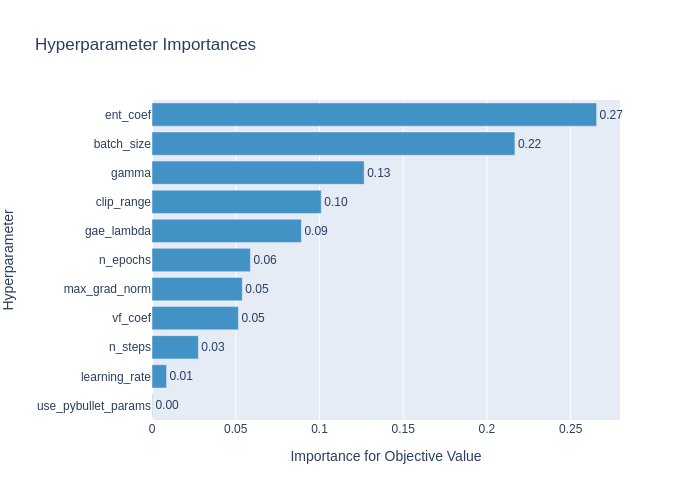 Hyperparameter Importances
Hyperparameter
ent_coef 0.27
batch_size 0.22
gamma 0.13
clip_range 0.10
gae_lambda 0.09
n_epochs 0.06
max_grad_norm 0.05
vf_coef 0.05
n_steps 0.03
learning_rate 0.01
use_pybullet_params 0.00
0 0.05 0.1 0.15 0.2 0.25
Importance for Objective Value